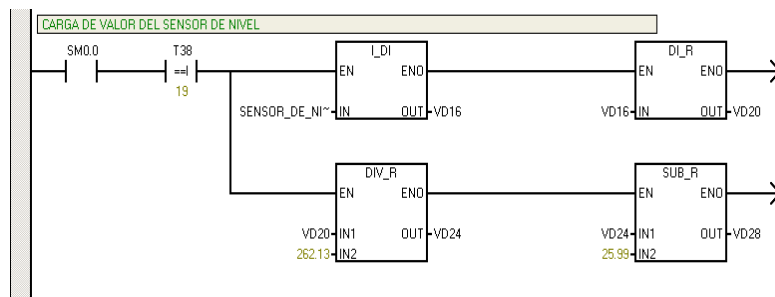 CARGA DE VALOR DEL SENSOR DE NIVEL
SM0.0 T38 I_DI DI_R
==I EN ENO EN ENO
19
SENSOR_DE_NI~ IN OUT VD16 VD16 IN OUT VD20
DIV_R SUB_R
EN ENO EN ENO
VD20 IN1 OUT VD24 VD24 IN1 OUT VD28
262.13 IN2 25.99 IN2